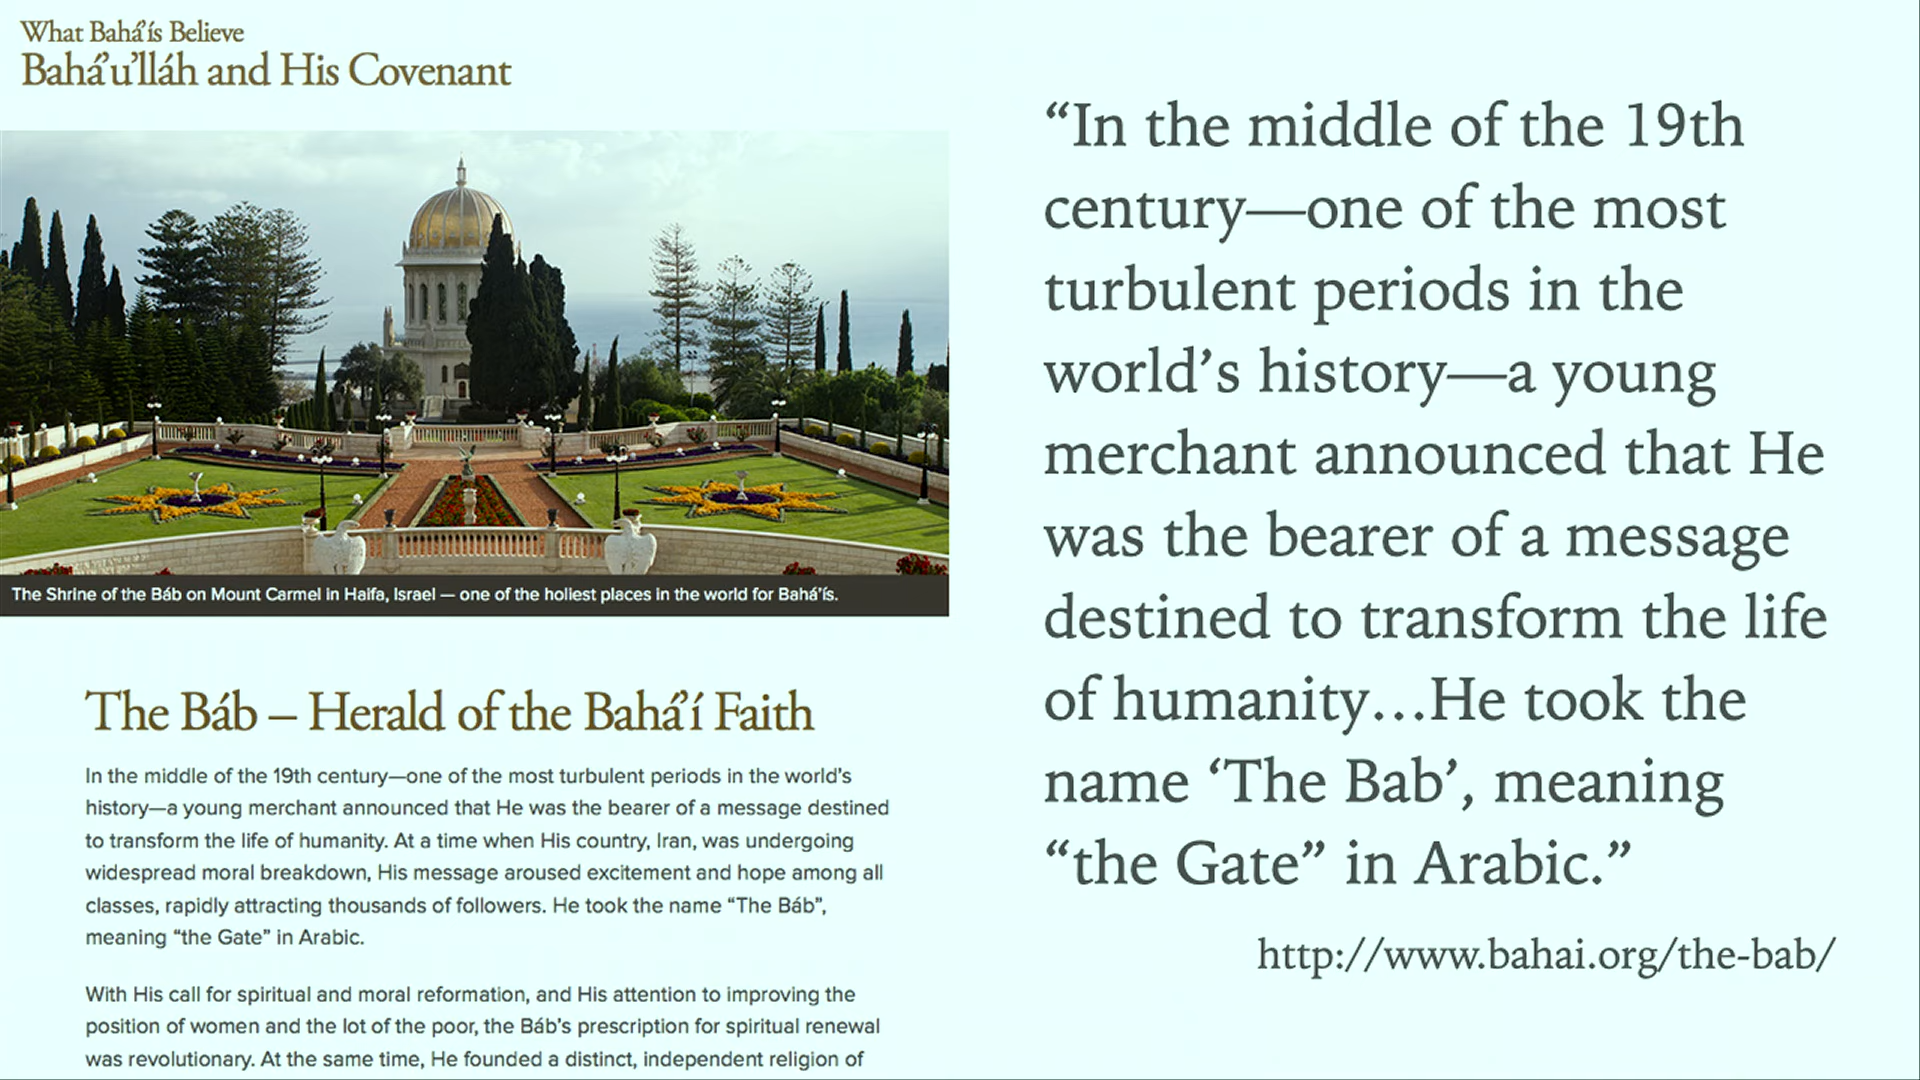 What Bahá’ís Believe
Bahá’u’lláh and His Covenant
The Shrine of the Báb on Mount Carmel in Haifa, Israel — one of the holiest places in the world for Bahá’ís.
The Báb – Herald of the Bahá’í Faith
In the middle of the 19th century—one of the most turbulent periods in the world’s
history—a young merchant announced that He was the bearer of a message destined
to transform the life of humanity. At a time when His country, Iran, was undergoing
widespread moral breakdown, His message aroused excitement and hope among all
classes, rapidly attracting thousands of followers. He took the name “The Báb”,
meaning “the Gate” in Arabic.
With His call for spiritual and moral reformation, and His attention to improving the
position of women and the lot of the poor, the Báb’s prescription for spiritual renewal
was revolutionary. At the same time, He founded a distinct, independent religion of
“In the middle of the 19th
century—one of the most
turbulent periods in the
world’s history—a young
merchant announced that He
was the bearer of a message
destined to transform the life
of humanity…He took the
name ‘The Bab’, meaning
“the Gate” in Arabic.”
http://www.bahai.org/the-bab/